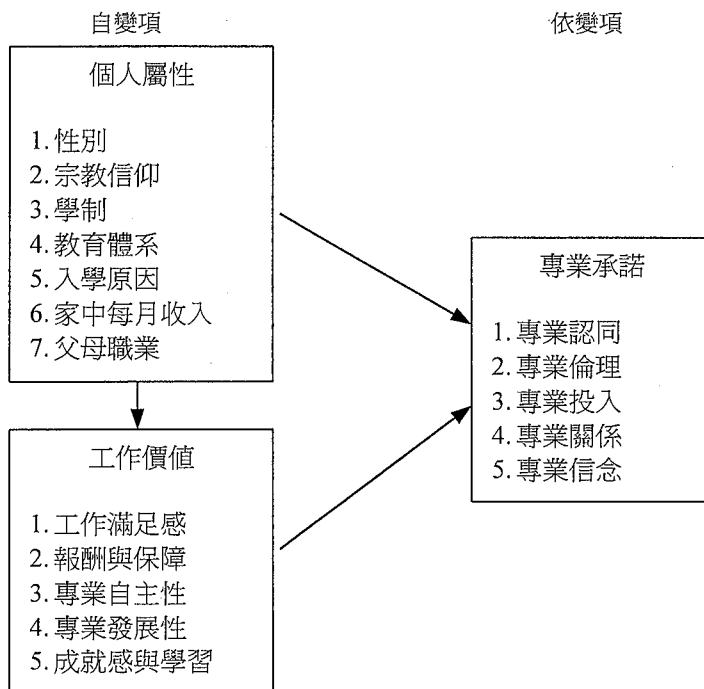 自變項
個人屬性
1. 性別
2. 宗教信仰
3. 學制
4. 教育體系
5. 入學原因
6. 家中每月收入
7. 父母職業
工作價值
1. 工作滿足感
2. 報酬與保障
3. 專業自主性
4. 專業發展性
5. 成就感與學習
依變項
專業承諾
1. 專業認同
2. 專業倫理
3. 專業投入
4. 專業關係
5. 專業信念